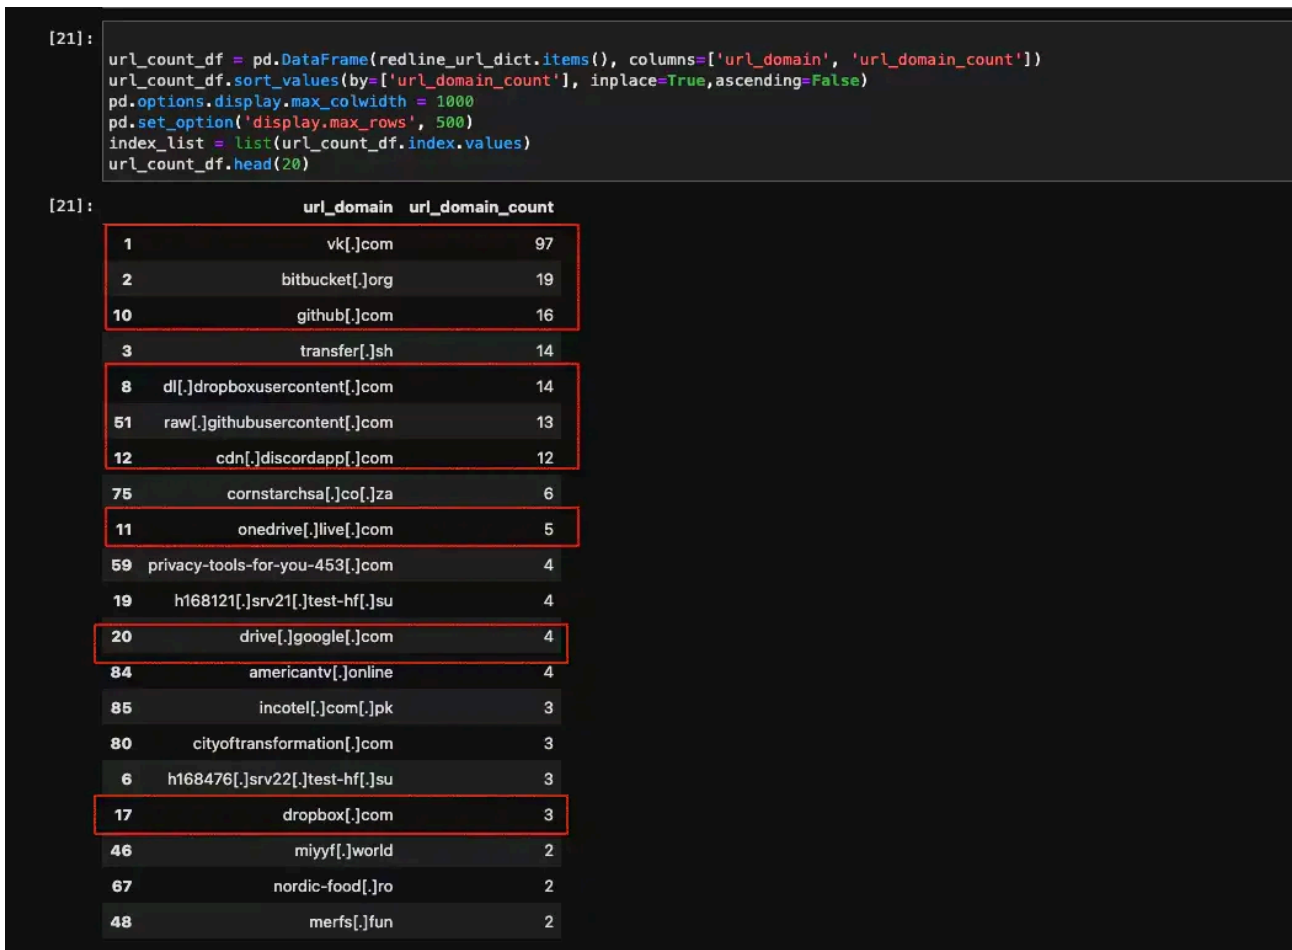 [21]:
url_count_df = pd.DataFrame(redline_url_dict.items(), columns=['url_domain', 'url_domain_count'])
url_count_df.sort_values(by=['url_domain_count'], inplace=True,ascending=False)
pd.options.display.max_colwidth = 1000
pd.set_option('display.max_rows', 500)
index_list = list(url_count_df.index.values)
url_count_df.head(20)
[21]: url_domain url_domain_count
1 vk[.]com 97
2 bitbucket[.]org 19
10 github[.]com 16
3 transfer[.]sh 14
8 dl[.]dropboxusercontent[.]com 14
51 raw[.]githubusercontent[.]com 13
12 cdn[.]discordapp[.]com 12
75 cornstarchsa[.]co[.]za 6
11 onedrive[.]live[.]com 5
59 privacy-tools-for-you-453[.]com 4
19 h168121[.]srv21[.]test-hf[.]su 4
20 drive[.]google[.]com 4
84 americantv[.]online 4
85 incotel[.]com[.]pk 3
80 cityoftransformation[.]com 3
6 h168476[.]srv22[.]test-hf[.]su 3
17 dropbox[.]com 3
46 miyyf[.]world 2
67 nordic-food[.]ro 2
48 merfs[.]fun 2